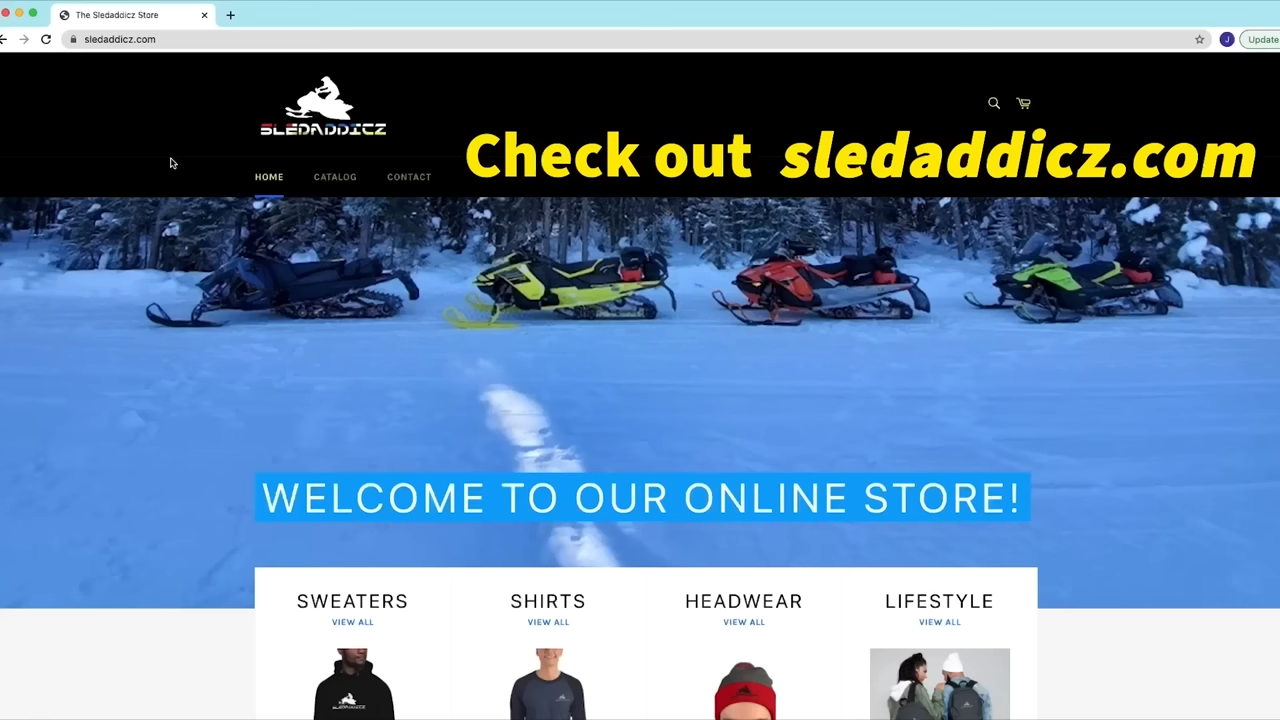 The Sledaddicz Store
sledaddicz.com
J
Update
SLEDADDICZ
Check out sledaddicz.com
HOME
CATALOG
CONTACT
WELCOME TO OUR ONLINE STORE!
SWEATERS
VIEW ALL
SHIRTS
VIEW ALL
HEADWEAR
VIEW ALL
LIFESTYLE
VIEW ALL
SLEDADDICZ